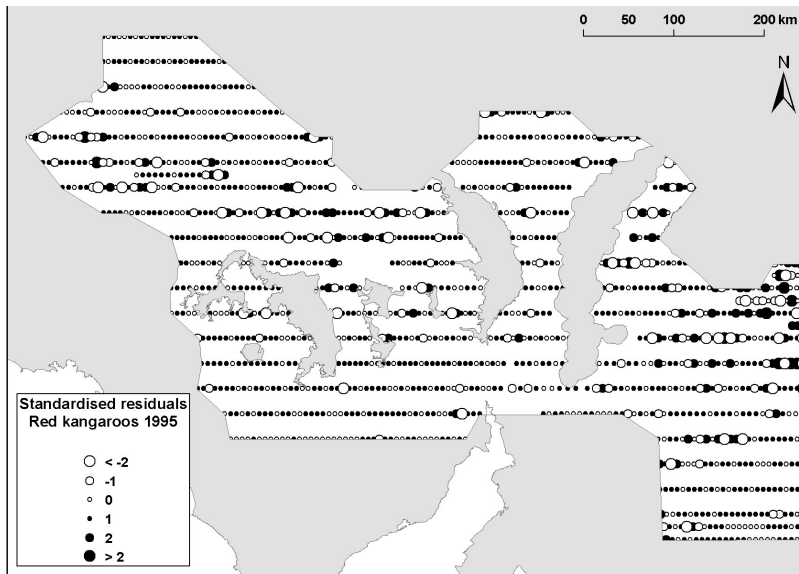 0 50 100 200 km
N
Standardised residuals
Red kangaroos 1995
< -2
-1
0
1
2
> 2